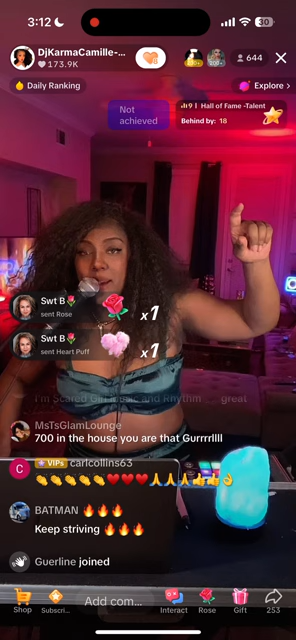 3:12
30
DjKarmaCamille-...
173.9K
644
Daily Ranking
Explore >
Not
achieved
Hall of Fame -Talent
Behind by: 18
Swt B🌹
sent Rose
x1
Swt B🌹
sent Heart Puff
x1
great
MsTsGlamLounge
700 in the house you are that Gurrrrllll
C
VIPs carlcollins63
👏👏👏👏👏❤️❤️❤️🙏🙏
BATMAN 🔥🔥🔥
Keep striving 🔥🔥🔥
Guerline joined
Shop
Subscri...
Add com...
Interact
Rose
Gift
253